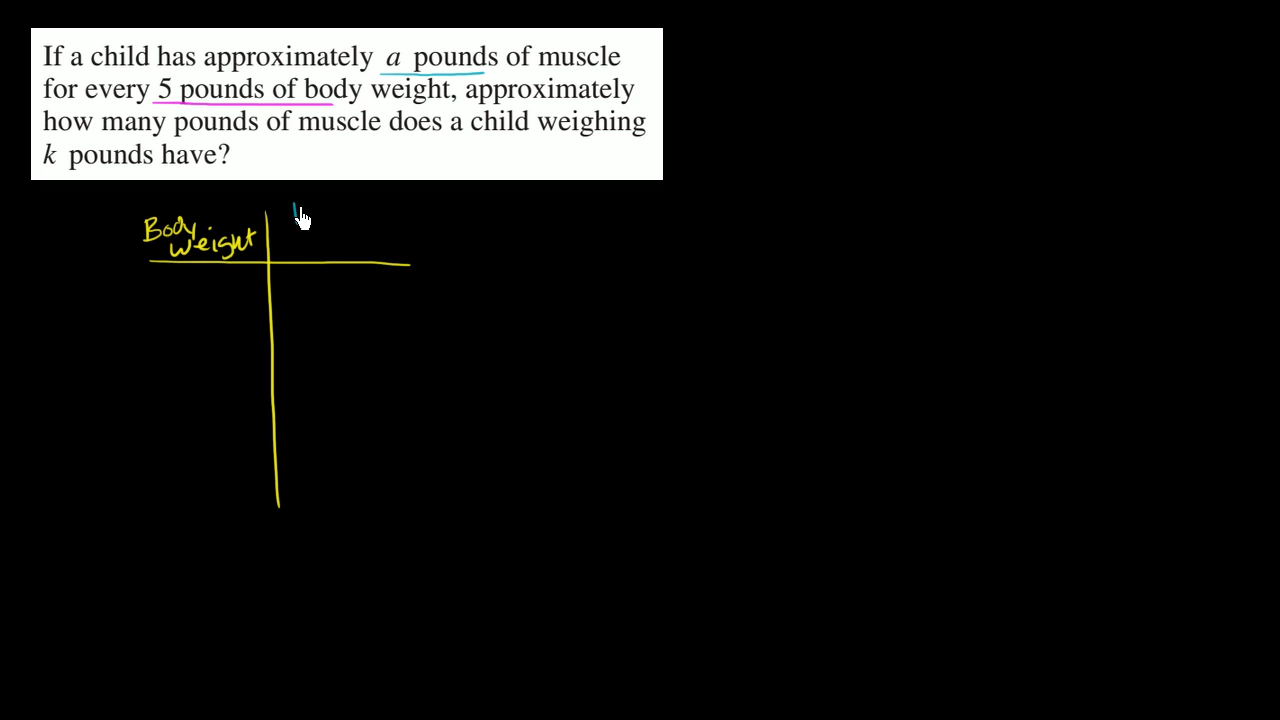 If a child has approximately a pounds of muscle
for every 5 pounds of body weight, approximately
how many pounds of muscle does a child weighing
k pounds have?
Body
weight